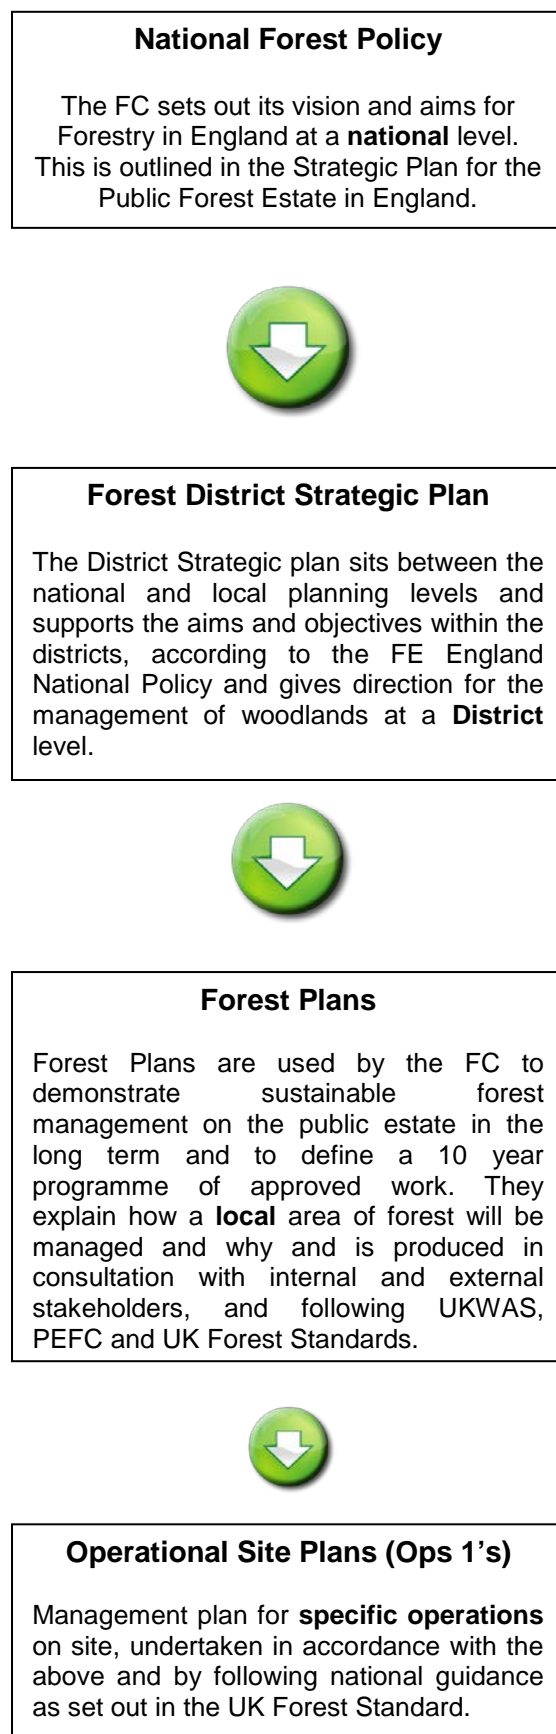 National Forest Policy
The FC sets out its vision and aims for
Forestry in England at a national level.
This is outlined in the Strategic Plan for the
Public Forest Estate in England.
Forest District Strategic Plan
The District Strategic plan sits between the
national and local planning levels and
supports the aims and objectives within the
districts, according to the FE England
National Policy and gives direction for the
management of woodlands at a District
level.
Forest Plans
Forest Plans are used by the FC to
demonstrate sustainable forest
management on the public estate in the
long term and to define a 10 year
programme of approved work. They
explain how a local area of forest will be
managed and why and is produced in
consultation with internal and external
stakeholders, and following UKWAS,
PEFC and UK Forest Standards.
Operational Site Plans (Ops 1's)
Management plan for specific operations
on site, undertaken in accordance with the
above and by following national guidance
as set out in the UK Forest Standard.